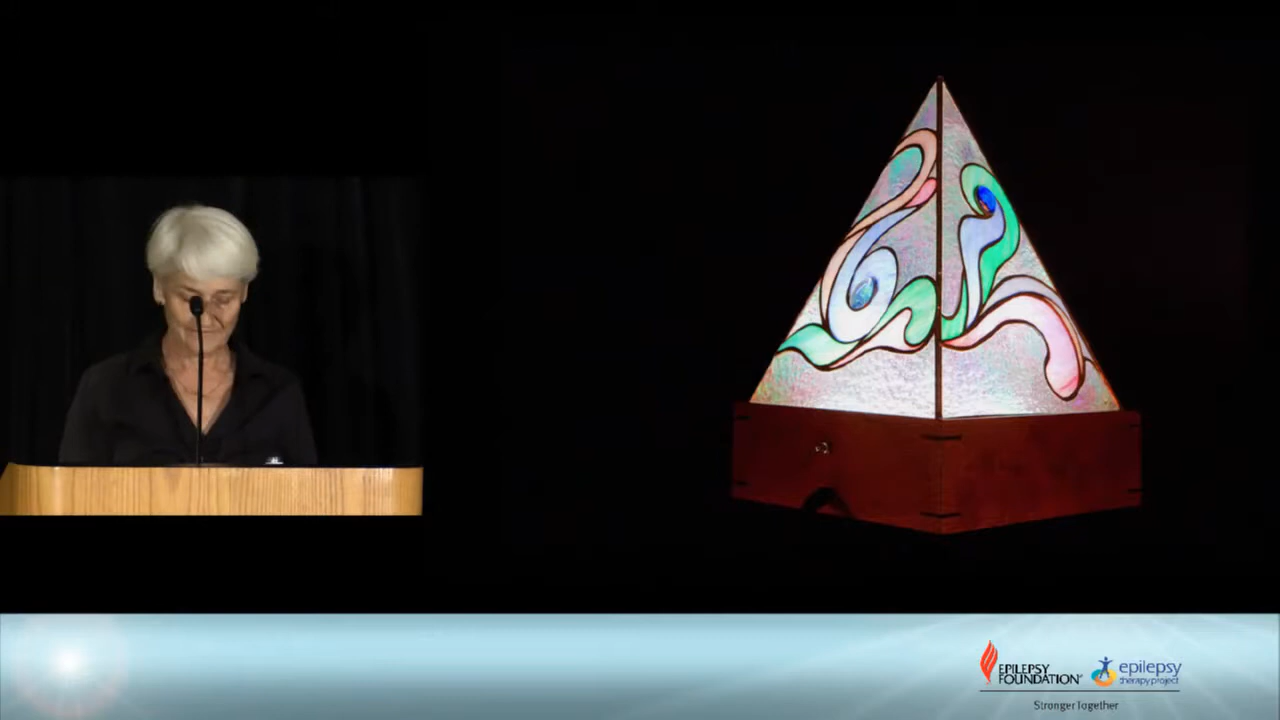 EPILEPSY
FOUNDATION
epilepsy
therapy project
Stronger Together